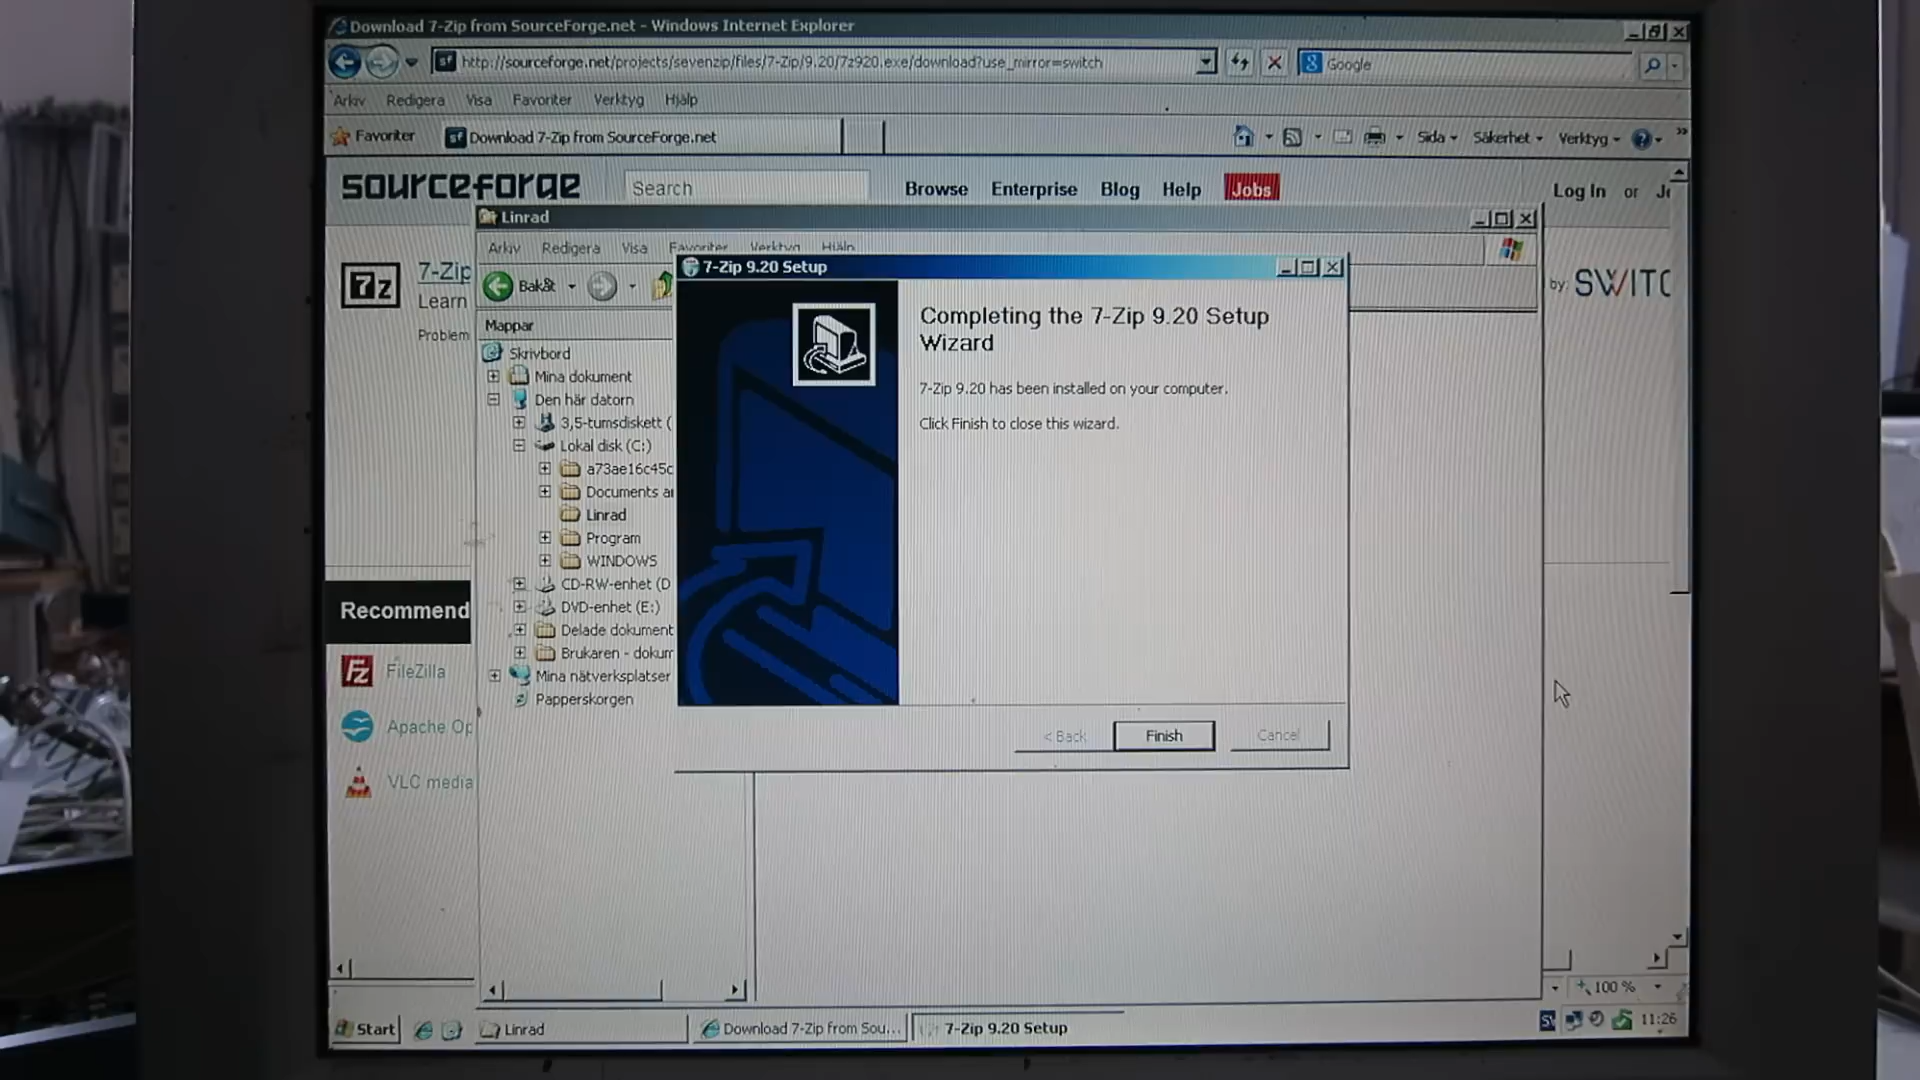 Download 7-Zip from SourceForge.net - Windows Internet Explorer
http://sourceforge.net/projects/sevenzip/files/7-Zip/9.20/7z920.exe/download?use_mirror=switch
Google
Arkiv Redigera Visa Favoriter Verktyg Hjälp
Favoriter Download 7-Zip from SourceForge.net Sida Säkerhet Verktyg
sourceforge Search Browse Enterprise Blog Help Jobs Log In or
Linrad
Arkiv Redigera Visa Favoriter Verktyg Hjälp
7z 7-Zip
Learn
Problem
Bakåt
by:
7-Zip 9.20 Setup
Completing the 7-Zip 9.20 Setup
Wizard
7-Zip 9.20 has been installed on your computer.
Click Finish to close this wizard.
< Back Finish Cancel
Mappar
Skrivbord
Mina dokument
Den här datorn
3,5-tumsdiskett (
Lokal disk (C:)
a73ae16c45c
Documents
Linrad
Program
WINDOWS
CD-RW-enhet (D
DVD-enhet (E:)
Delade dokument
Brukaren - dokum
Mina nätverksplatser
Papperskorgen
Recommend
FileZilla
Apache Op
VLC media
100 %
Start Linrad Download 7-Zip from Sou... 7-Zip 9.20 Setup SV 11:26